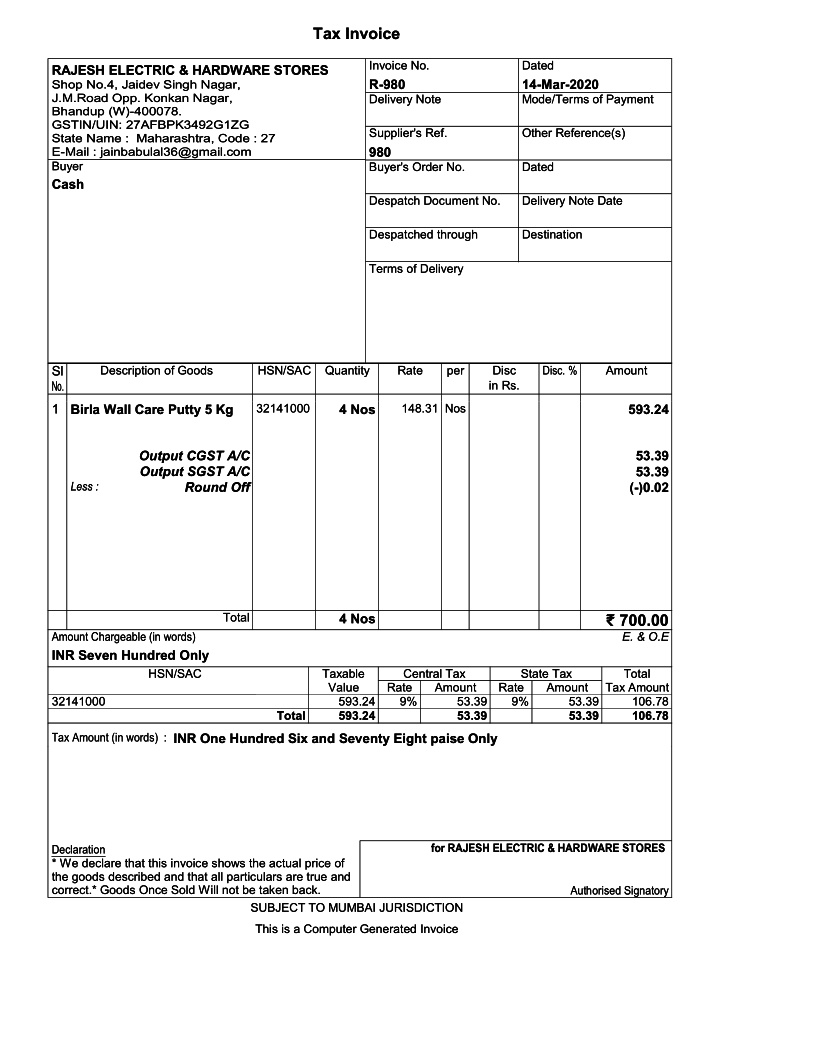 Tax Invoice
RAJESH ELECTRIC & HARDWARE STORES
Shop No.4, Jaidev Singh Nagar,
J.M.Road Opp. Konkan Nagar,
Bhandup (W)-400078.
GSTIN/UIN: 27AFBPK3492G1ZG
State Name : Maharashtra, Code : 27
E-Mail : jainbabulal36@gmail.com
Buyer
Cash
Invoice No. Dated
R-980 14-Mar-2020
Delivery Note Mode/Terms of Payment
Supplier's Ref. Other Reference(s)
980
Buyer's Order No. Dated
Despatch Document No. Delivery Note Date
Despatched through Destination
Terms of Delivery
Sl No. Description of Goods HSN/SAC Quantity Rate per Disc in Rs. Disc. % Amount
1 Birla Wall Care Putty 5 Kg 32141000 4 Nos 148.31 Nos 593.24
Output CGST A/C 53.39
Output SGST A/C 53.39
Less : Round Off (-)0.02
Total 4 Nos ₹ 700.00
Amount Chargeable (in words) E. & O.E
INR Seven Hundred Only
HSN/SAC Taxable Value Central Tax State Tax Total Tax Amount
Rate Amount Rate Amount
32141000 593.24 9% 53.39 9% 53.39 106.78
Total 593.24 53.39 53.39 106.78
Tax Amount (in words) : INR One Hundred Six and Seventy Eight paise Only
Declaration
* We declare that this invoice shows the actual price of
the goods described and that all particulars are true and
correct.* Goods Once Sold Will not be taken back.
for RAJESH ELECTRIC & HARDWARE STORES
Authorised Signatory
SUBJECT TO MUMBAI JURISDICTION
This is a Computer Generated Invoice